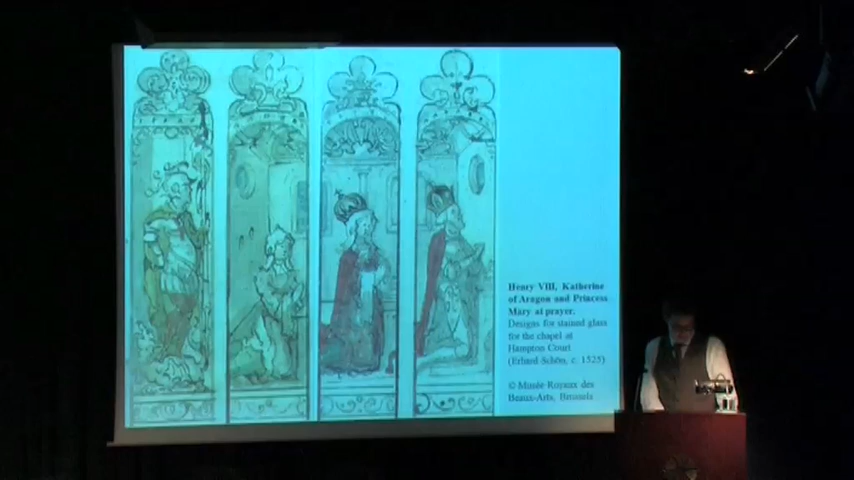 Henry VIII, Katherine
of Aragon and Princess
Mary at prayer.
Designs for stained glass
for the chapel at
Hampton Court
(Erhard Schön, c. 1525)
© Musée Royaux des
Beaux-Arts, Brussels